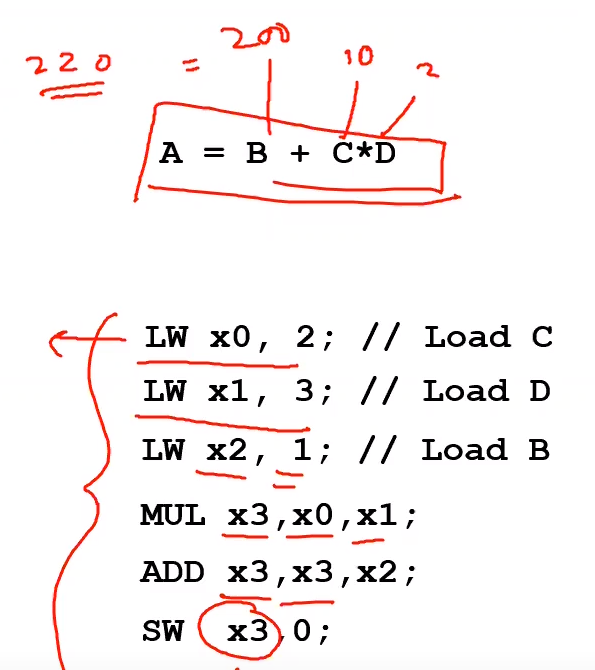 200
220 = 10 2
A = B + C*D
LW x0, 2; // Load C
LW x1, 3; // Load D
LW x2, 1; // Load B
MUL x3,x0,x1;
ADD x3,x3,x2;
SW x3,0;